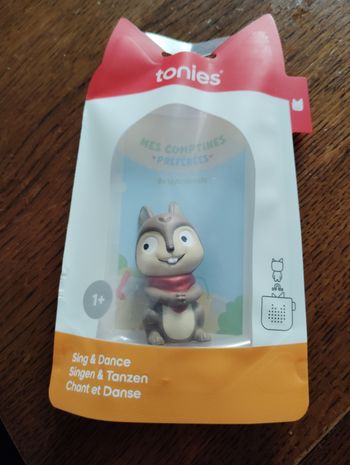 tonies®
MES COMPTINES
PRÉFÉRÉES
1+
Sing & Dance
Singen & Tanzen
Chant et Danse